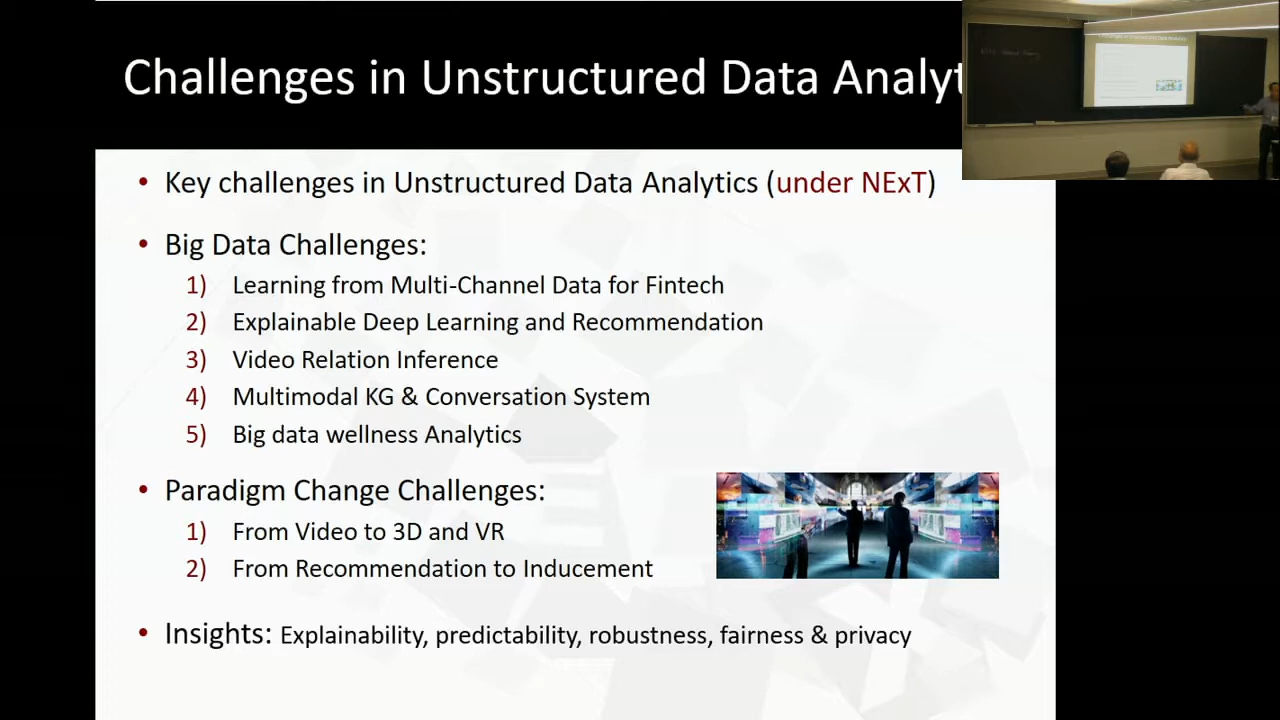 Challenges in Unstructured Data Analyt
• Key challenges in Unstructured Data Analytics (under NExT)
• Big Data Challenges:
1) Learning from Multi-Channel Data for Fintech
2) Explainable Deep Learning and Recommendation
3) Video Relation Inference
4) Multimodal KG & Conversation System
5) Big data wellness Analytics
• Paradigm Change Challenges:
1) From Video to 3D and VR
2) From Recommendation to Inducement
• Insights: Explainability, predictability, robustness, fairness & privacy